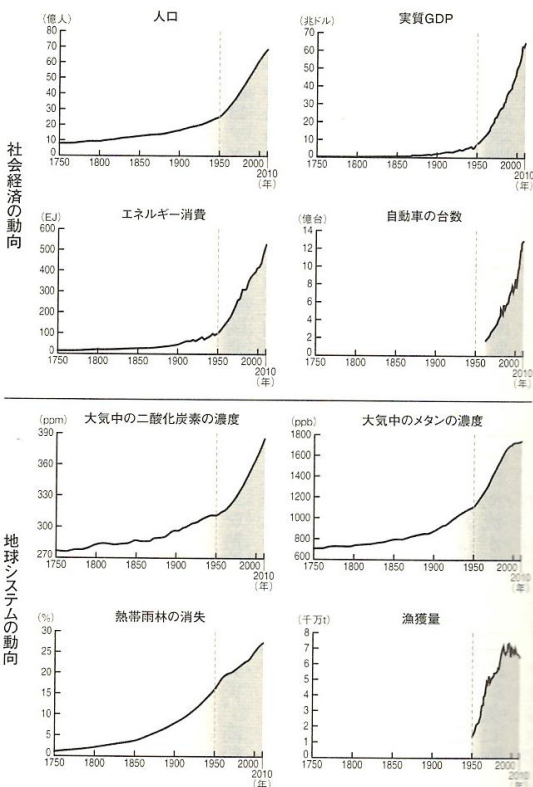 社会経済の動向
人口
(億人)
80
70
60
50
40
30
20
10
0
1750 1800 1850 1900 1950 2000
2010
(年)
実質GDP
(兆ドル)
70
60
50
40
30
20
10
0
1750 1800 1850 1900 1950 2000
2010
(年)
エネルギー消費
(EJ)
600
500
400
300
200
100
0
1750 1800 1850 1900 1950 2000
2010
(年)
自動車の台数
(億台)
14
12
10
8
6
4
2
0
1750 1800 1850 1900 1950 2000
2010
(年)
地球システムの動向
大気中の二酸化炭素の濃度
(ppm)
390
360
330
300
270
1750 1800 1850 1900 1950 2000
2010
(年)
大気中のメタンの濃度
(ppb)
1800
1600
1400
1200
1000
800
600
1750 1800 1850 1900 1950 2000
2010
(年)
熱帯雨林の消失
(%)
30
25
20
15
10
5
0
1750 1800 1850 1900 1950 2000
2010
(年)
漁獲量
(千万t)
8
7
6
5
4
3
2
1
0
1750 1800 1850 1900 1950 2000
2010
(年)